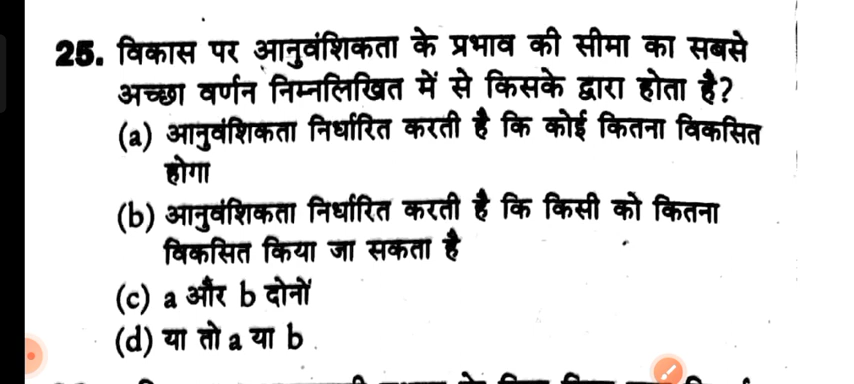 25. विकास पर आनुवंशिकता के प्रभाव की सीमा का सबसे
अच्छा वर्णन निम्नलिखित में से किसके द्वारा होता है?
(a) आनुवंशिकता निर्धारित करती है कि कोई कितना विकसित
होगा
(b) आनुवंशिकता निर्धारित करती है कि किसी को कितना
विकसित किया जा सकता है
(c) a और b दोनों
(d) या तो a या b